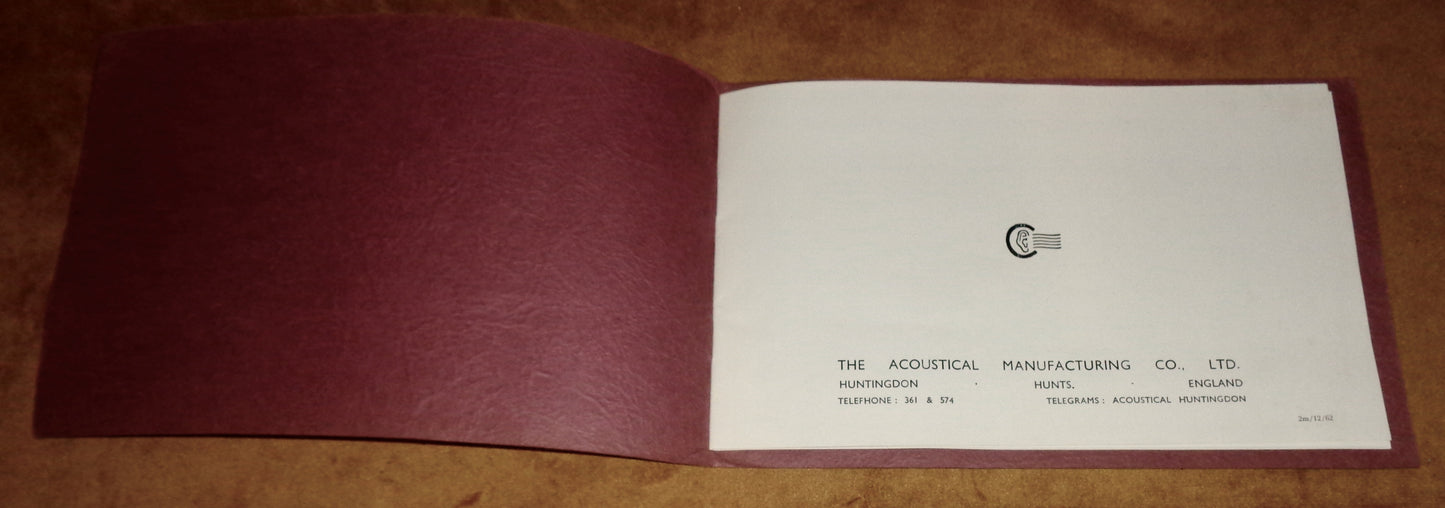 THE ACOUSTICAL MANUFACTURING CO., LTD.
HUNTINGDON · HUNTS. · ENGLAND
TELEPHONE : 361 & 574 TELEGRAMS : ACOUSTICAL HUNTINGDON
2m/12/62